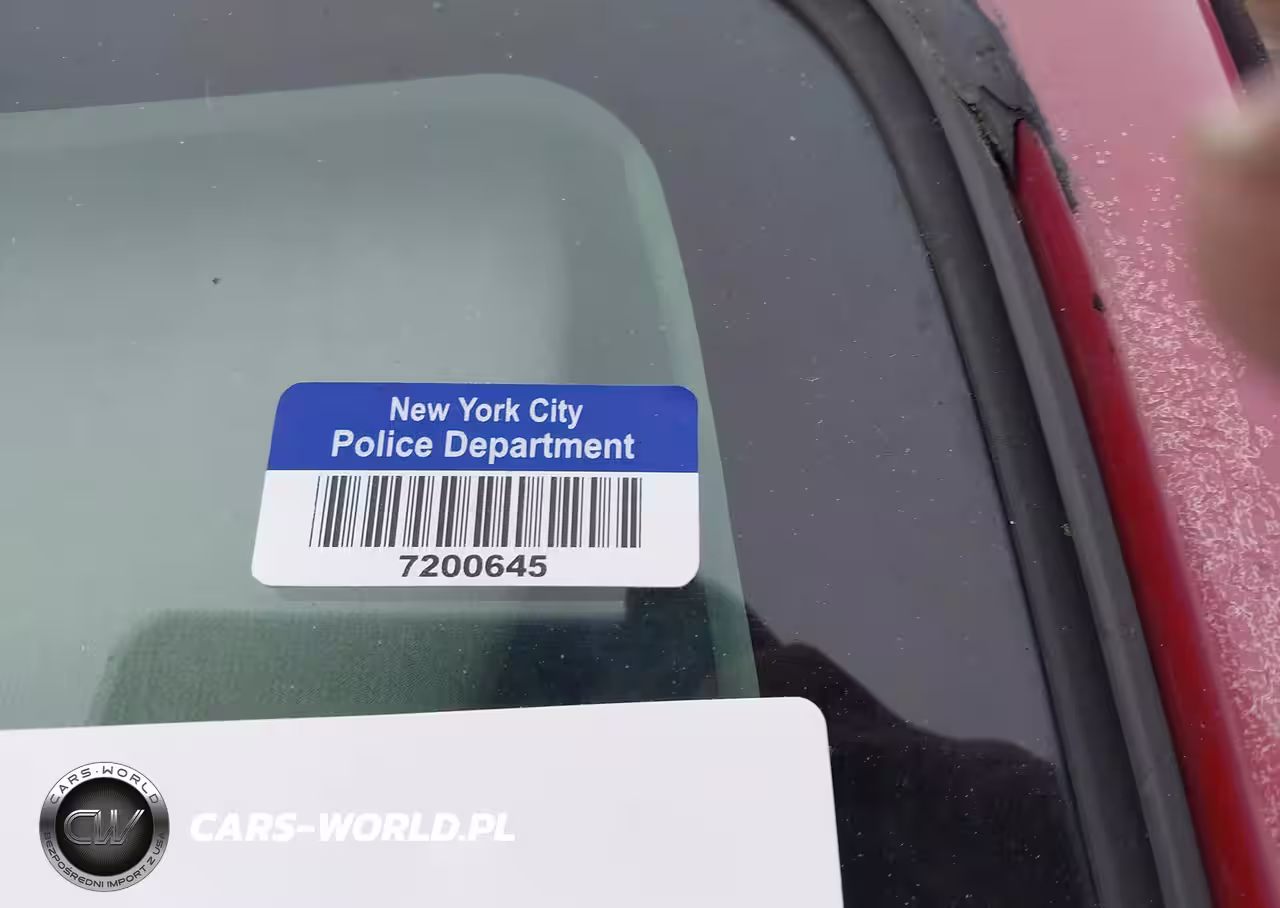 New York City
Police Department
7200645
CARS·WORLD
CW
BEZPOŚREDNI IMPORT Z USA
CARS-WORLD.PL